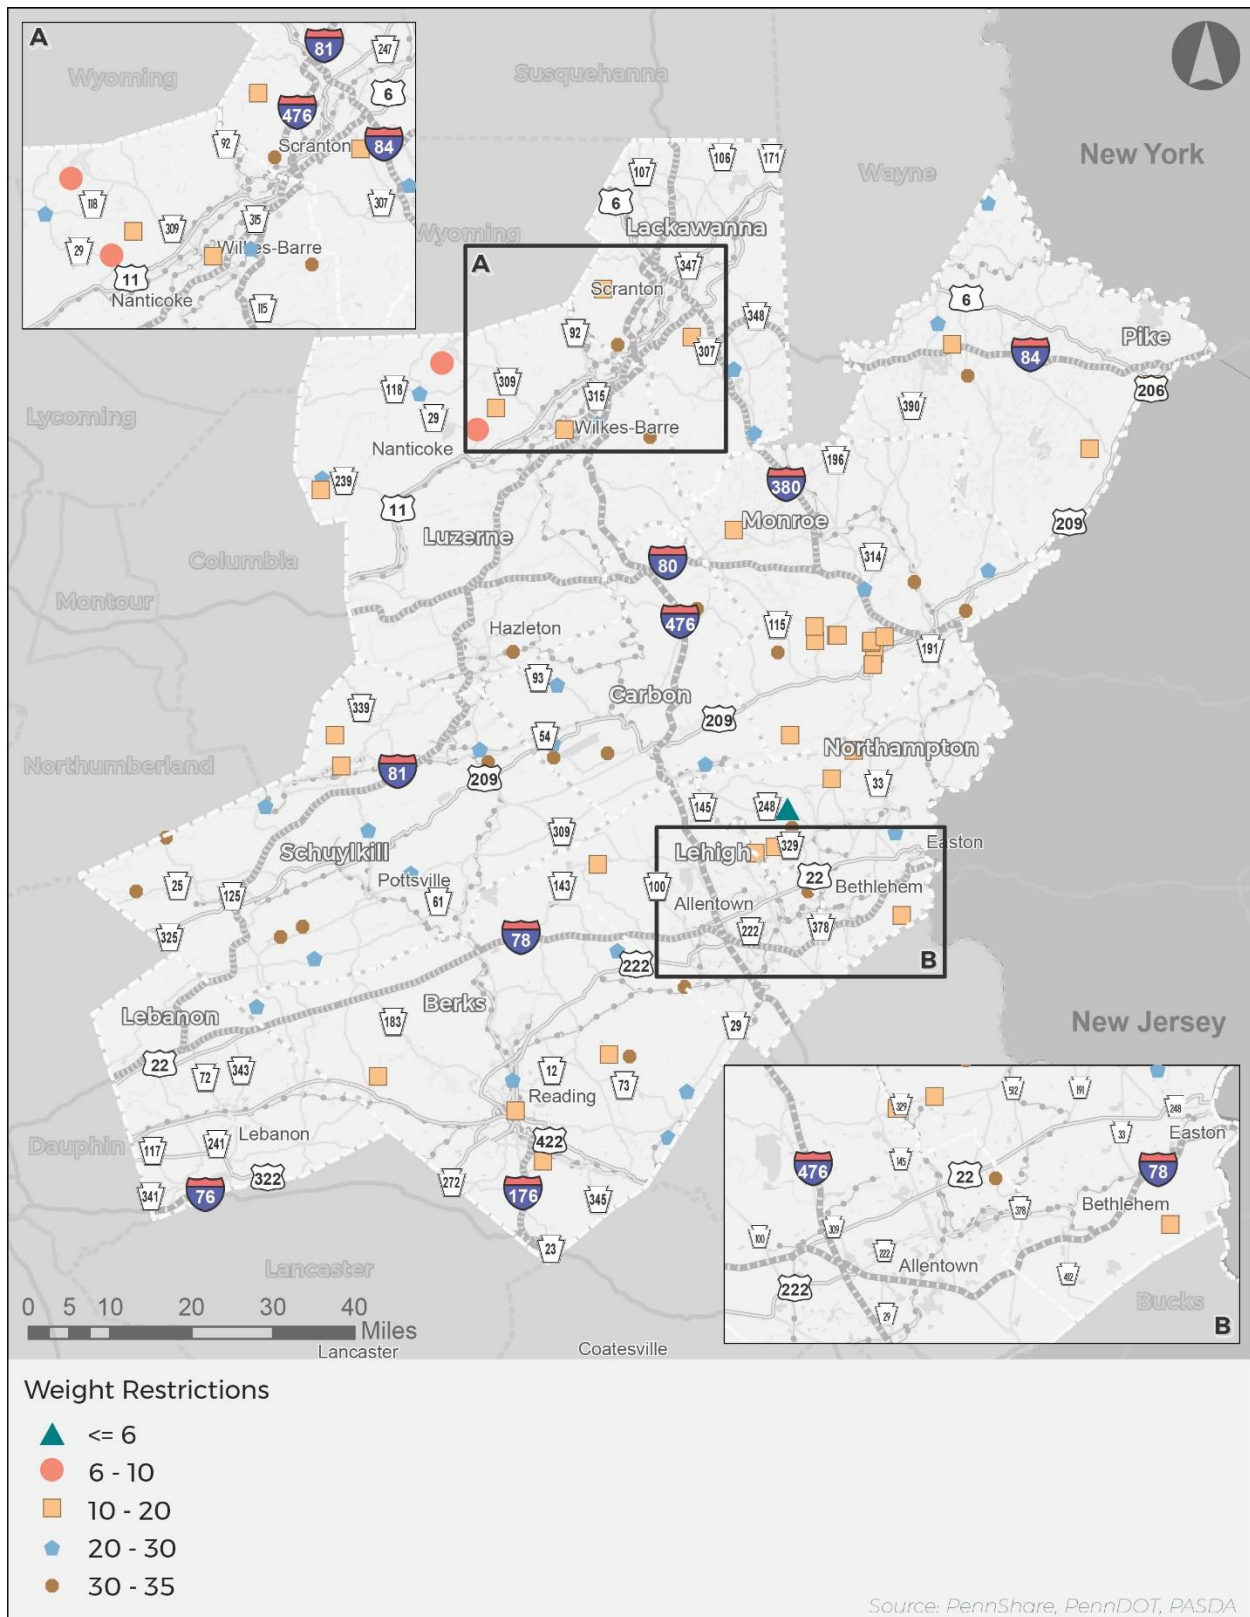 A
81
247
Wyoming
6
476
92
Scranton
84
118
307
309
315
29
Wilkes-Barre
11
Nanticoke
115
Susquehanna
New York
Wayne
107
106
171
6
Lackawanna
Wyoming
A
347
Scranton
6
348
92
Pike
307
84
309
118
315
206
390
29
Lycoming
Wilkes-Barre
Nanticoke
196
239
380
11
Monroe
209
Luzerne
314
Columbia
80
Montour
476
115
Hazleton
191
93
Carbon
339
209
54
Northampton
Northumberland
81
209
33
145
248
309
329
Easton
Schuylkill
Lehigh
22
Pottsville
25
143
100
Bethlehem
125
61
Allentown
222
378
325
78
B
222
Berks
Lebanon
183
29
New Jersey
22
72
343
12
73
Reading
Dauphin
117
241
Lebanon
422
322
341
76
272
176
345
23
Lancaster
512
191
329
248
33
Easton
145
476
22
78
378
Bethlehem
100
309
222
Allentown
412
222
Bucks
29
B
0 5 10 20 30 40
Miles
Lancaster
Coatesville
Weight Restrictions
<= 6
6 - 10
10 - 20
20 - 30
30 - 35
Source: PennShare, PennDOT, PASDA